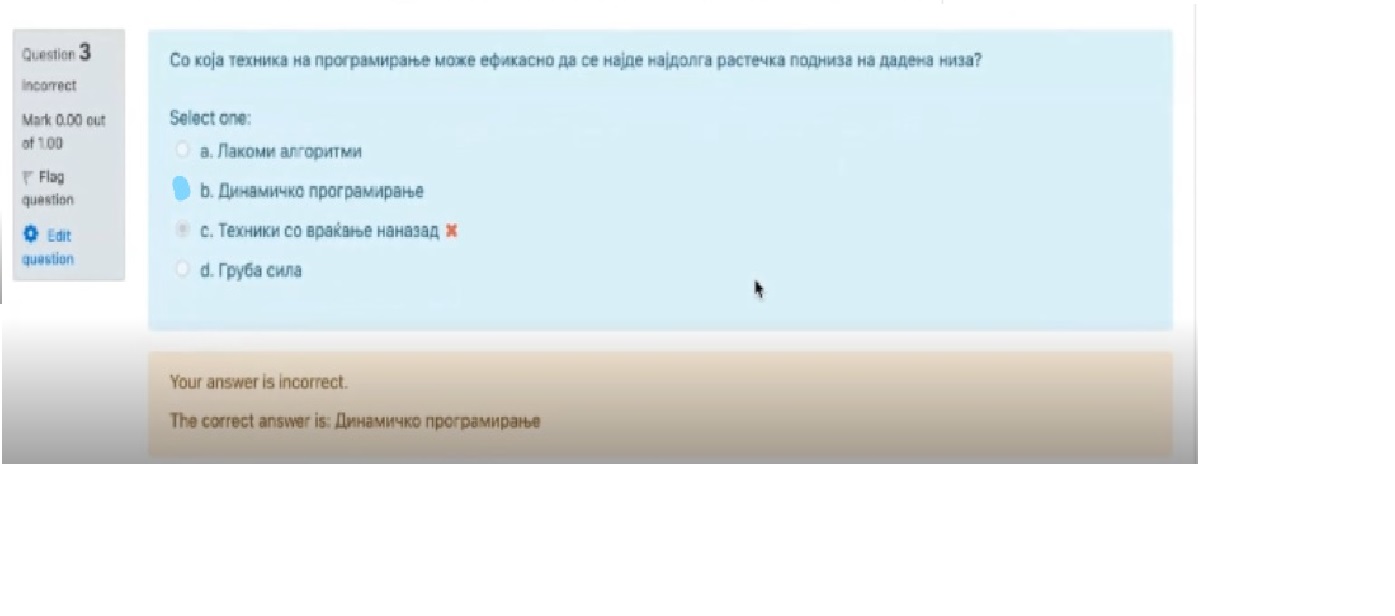 Question 3
Incorrect
Mark 0.00 out
of 1.00
Flag
question
Edit
question
Со која техника на програмирање може ефикасно да се најде најдолга растечка подниза на дадена низа?
Select one:
a. Лакоми алгоритми
b. Динамичко програмирање
c. Техники со враќање наназад
d. Груба сила
Your answer is incorrect.
The correct answer is: Динамичко програмирање